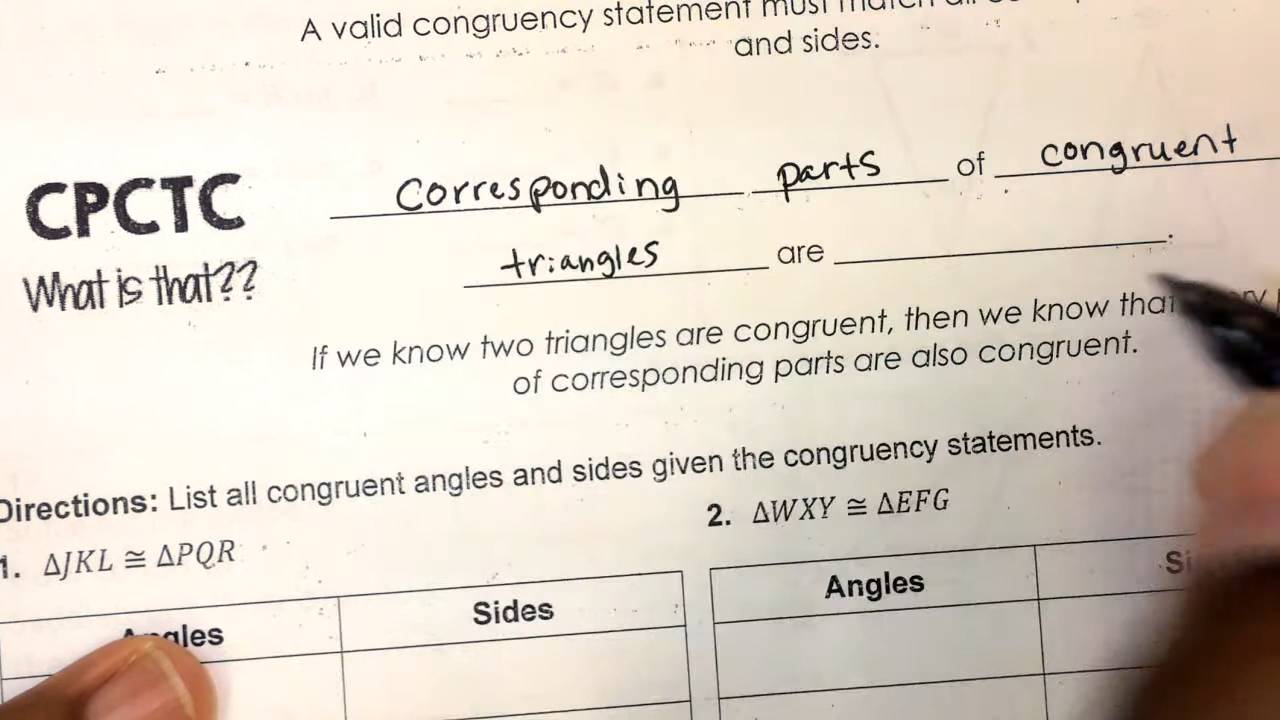 A valid congruency statement must match
and sides.
CPCTC
Corresponding parts of congruent
What is that??
triangles are .
If we know two triangles are congruent, then we know that
of corresponding parts are also congruent.
Directions: List all congruent angles and sides given the congruency statements.
1. ΔJKL ≅ ΔPQR
2. ΔWXY ≅ ΔEFG
Angles Sides
Angles